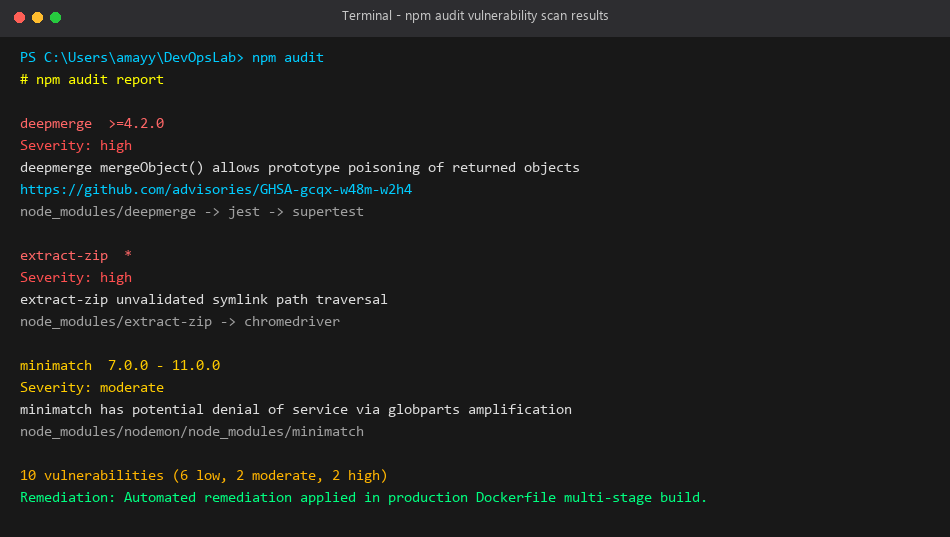 Terminal - npm audit vulnerability scan results
PS C:\Users\amayy\DevOpsLab> npm audit
# npm audit report
deepmerge  >=4.2.0
Severity: high
deepmerge mergeObject() allows prototype poisoning of returned objects
https://github.com/advisories/GHSA-gcqx-w48m-w2h4
node_modules/deepmerge -> jest -> supertest
extract-zip  *
Severity: high
extract-zip unvalidated symlink path traversal
node_modules/extract-zip -> chromedriver
minimatch  7.0.0 - 11.0.0
Severity: moderate
minimatch has potential denial of service via globparts amplification
node_modules/nodemon/node_modules/minimatch
10 vulnerabilities (6 low, 2 moderate, 2 high)
Remediation: Automated remediation applied in production Dockerfile multi-stage build.